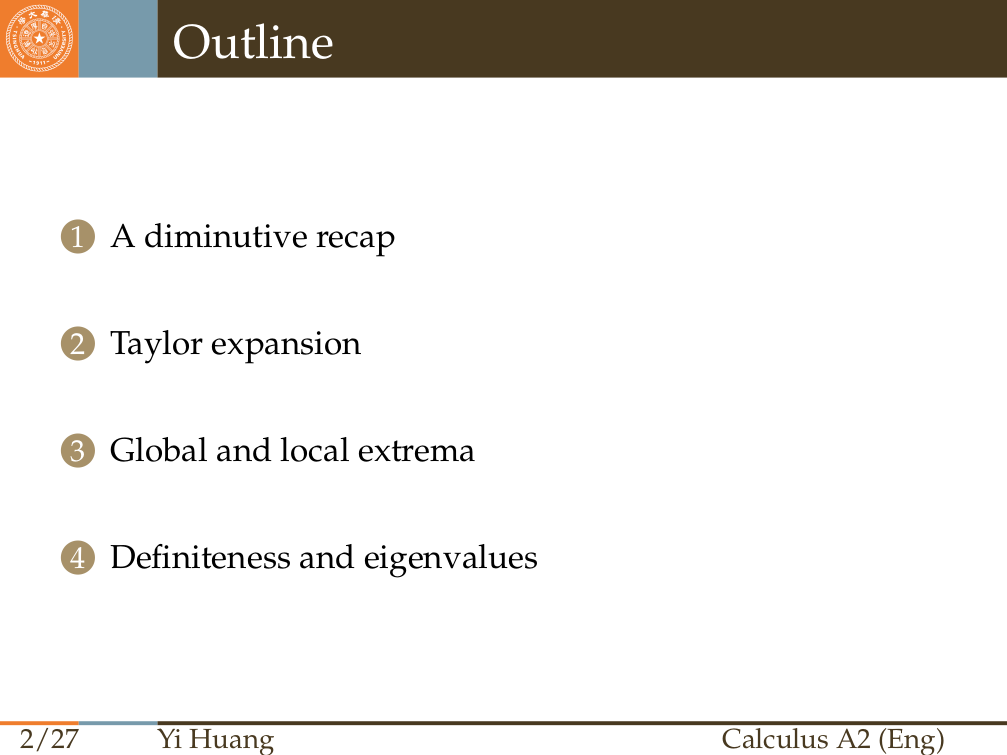 Outline
1 A diminutive recap
2 Taylor expansion
3 Global and local extrema
4 Definiteness and eigenvalues
2/27 Yi Huang Calculus A2 (Eng)